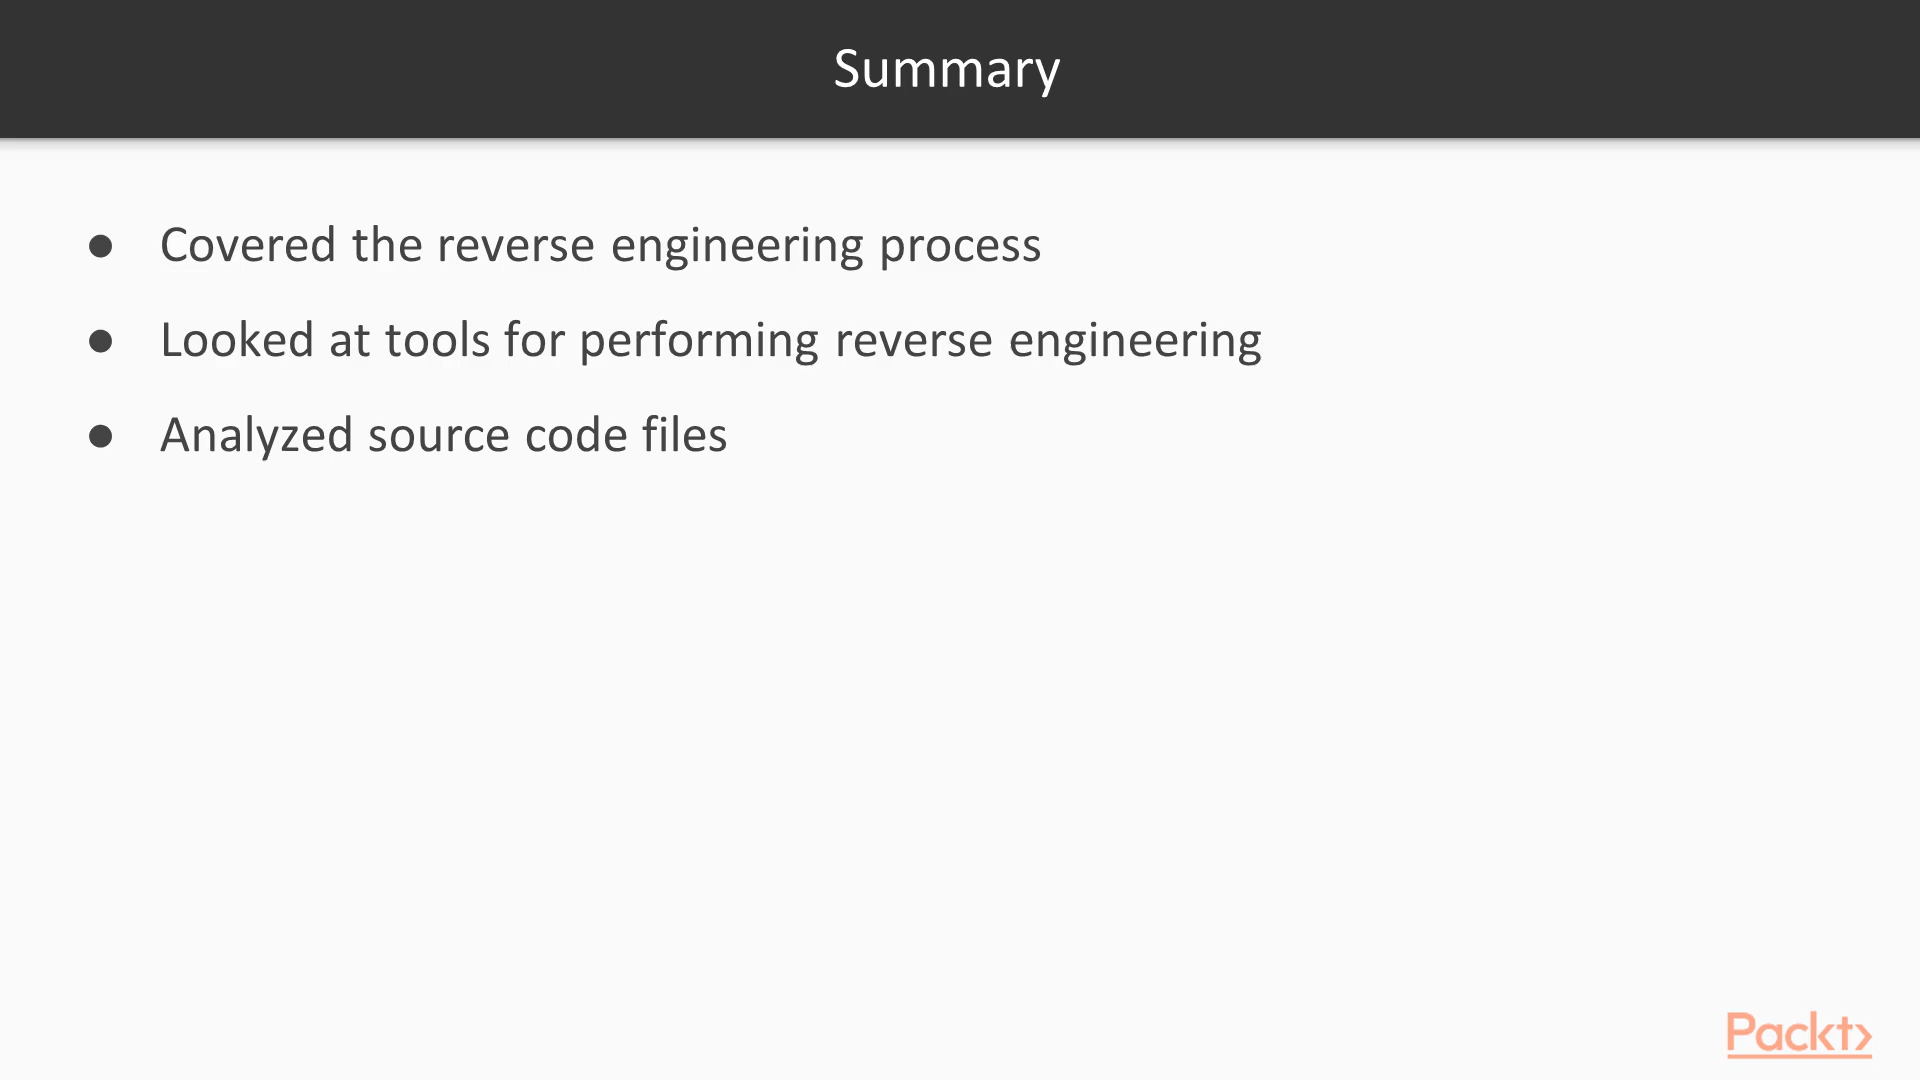 Summary
● Covered the reverse engineering process
● Looked at tools for performing reverse engineering
● Analyzed source code files
Packt>